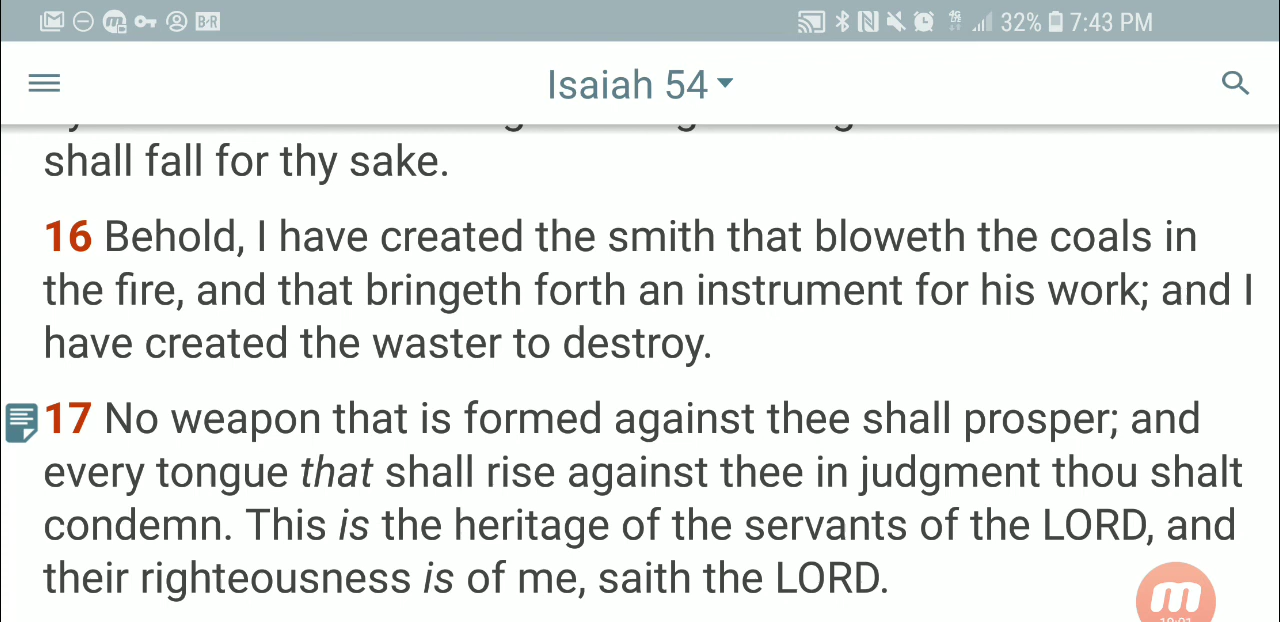 B·R 32% 7:43 PM
Isaiah 54
shall fall for thy sake.
16 Behold, I have created the smith that bloweth the coals in
the fire, and that bringeth forth an instrument for his work; and I
have created the waster to destroy.
17 No weapon that is formed against thee shall prosper; and
every tongue that shall rise against thee in judgment thou shalt
condemn. This is the heritage of the servants of the LORD, and
their righteousness is of me, saith the LORD.
m